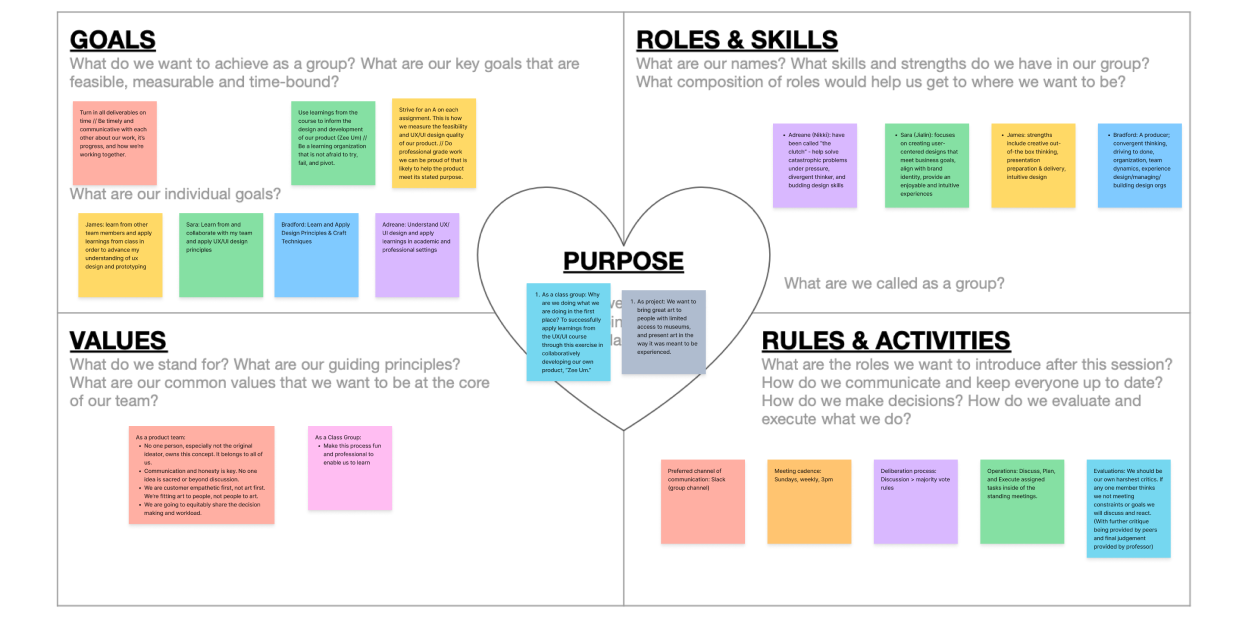 GOALS
What do we want to achieve as a group? What are our key goals that are
feasible, measurable and time-bound?
Turn in all deliverables on
time // Be timely and
communicative with each
other about our work, it's
progress, and how we're
working together.
Use learnings from the
course to inform the
design and development
of our product (Zee Um) //
Be a learning organization
that is not afraid to try,
fail, and pivot.
Strive for an A on each
assignment. This is how
we measure the feasibility
and UX/UI design quality
of our product. // Do
professional grade work
we can be proud of that is
likely to help the product
meet its stated purpose.
What are our individual goals?
James: learn from other
team members and apply
learnings from class in
order to advance my
understanding of ux
design and prototyping
Sara: Learn from and
collaborate with my team
and apply UX/UI design
principles
Bradford: Learn and Apply
Design Principles & Craft
Techniques
Adreane: Understand UX/
UI design and apply
learnings in academic and
professional settings
ROLES & SKILLS
What are our names? What skills and strengths do we have in our group?
What composition of roles would help us get to where we want to be?
• Adreane (Nikki): have
been called "the
clutch" - help solve
catastrophic problems
under pressure,
divergent thinker, and
budding design skills
• Sara (Jialin): focuses
on creating user-
centered designs that
meet business goals,
align with brand
identity, provide an
enjoyable and intuitive
experiences
• James: strengths
include creative out-
of-the box thinking,
presentation
preparation & delivery,
intuitive design
• Bradford: A producer;
convergent thinking,
driving to done,
organization, team
dynamics, experience
design/managing/
building design orgs
What are we called as a group?
PURPOSE
1. As a class group: Why
are we doing what we
are doing in the first
place? To successfully
apply learnings from
the UX/UI course
through this exercise in
collaboratively
developing our own
product, "Zee Um."
1. As project: We want to
bring great art to
people with limited
access to museums,
and present art in the
way it was meant to be
experienced.
VALUES
What do we stand for? What are our guiding principles?
What are our common values that we want to be at the core
of our team?
As a product team:
• No one person, especially not the original
ideator, owns this concept. It belongs to all of
us.
• Communication and honesty is key. No one
idea is sacred or beyond discussion.
• We are customer empathetic first, not art first.
We're fitting art to people, not people to art.
• We are going to equitably share the decision
making and workload.
As a Class Group:
• Make this process fun
and professional to
enable us to learn
RULES & ACTIVITIES
What are the roles we want to introduce after this session?
How do we communicate and keep everyone up to date?
How do we make decisions? How do we evaluate and
execute what we do?
Preferred channel of
communication: Slack
(group channel)
Meeting cadence:
Sundays, weekly, 3pm
Deliberation process:
Discussion > majority vote
rules
Operations: Discuss, Plan,
and Execute assigned
tasks inside of the
standing meetings.
Evaluations: We should be
our own harshest critics. If
any one member thinks
we not meeting
constraints or goals we
will discuss and react.
(With further critique
being provided by peers
and final judgement
provided by professor)